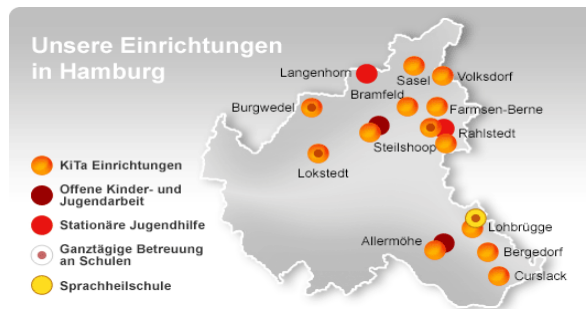 Unsere Einrichtungen
in Hamburg
Langenhorn
Sasel
Volksdorf
Bramfeld
Burgwedel
Farmsen-Berne
Rahlstedt
Steilshoop
Lokstedt
KiTa Einrichtungen
Offene Kinder- und
Jugendarbeit
Stationäre Jugendhilfe
Ganztägige Betreuung
an Schulen
Sprachheilschule
Lohbrügge
Allermöhe
Bergedorf
Curslack